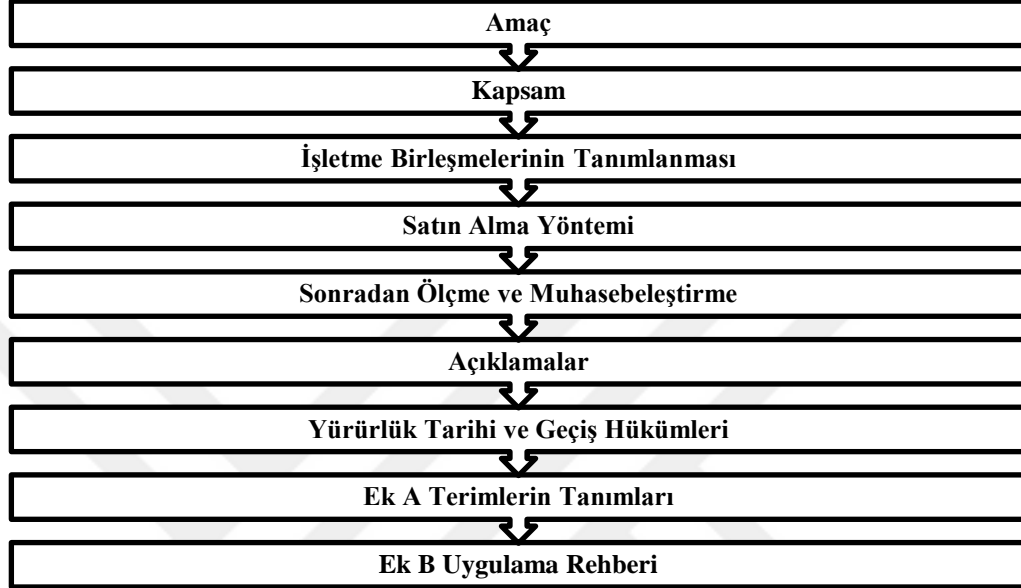 Amaç
Kapsam
İşletme Birleşmelerinin Tanımlanması
Satın Alma Yöntemi
Sonradan Ölçme ve Muhasebeleştirme
Açıklamalar
Yürürlük Tarihi ve Geçiş Hükümleri
Ek A Terimlerin Tanımları
Ek B Uygulama Rehberi